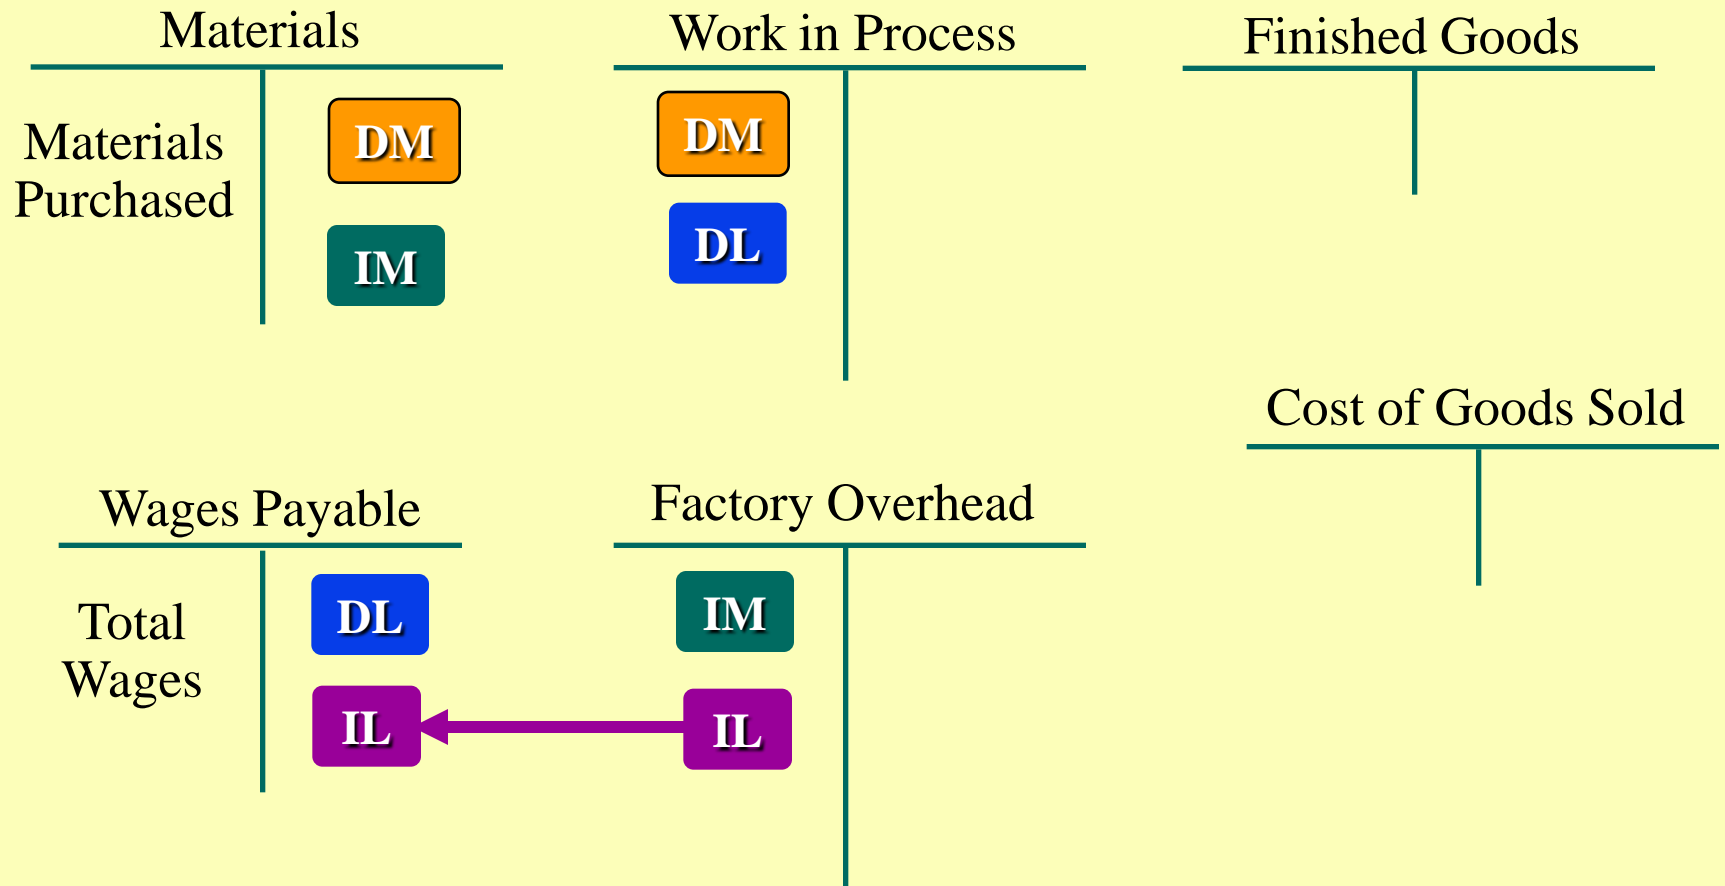 Materials
Work in Process
Finished Goods
Materials
Purchased
DM
IM
DM
DL
Cost of Goods Sold
Wages Payable
Factory Overhead
Total
Wages
DL
IL
IM
IL